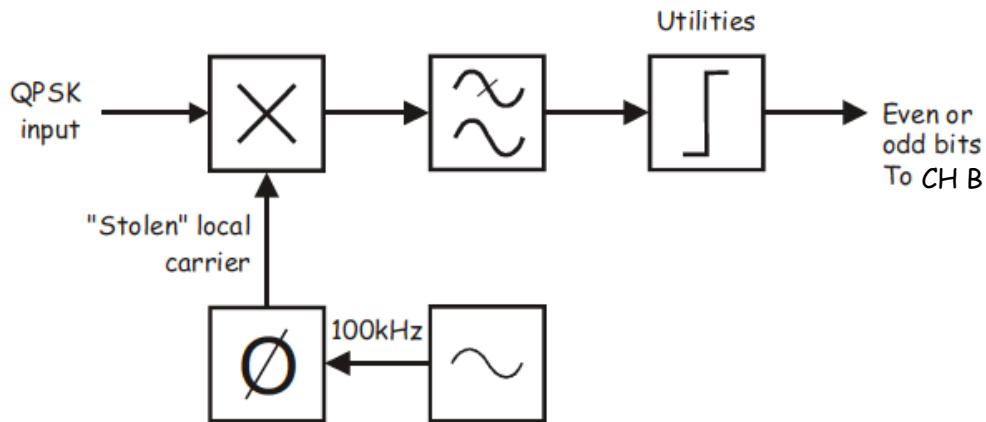 Utilities
QPSK
input
Even or
odd bits
To CH B
"Stolen" local
carrier
100kHz